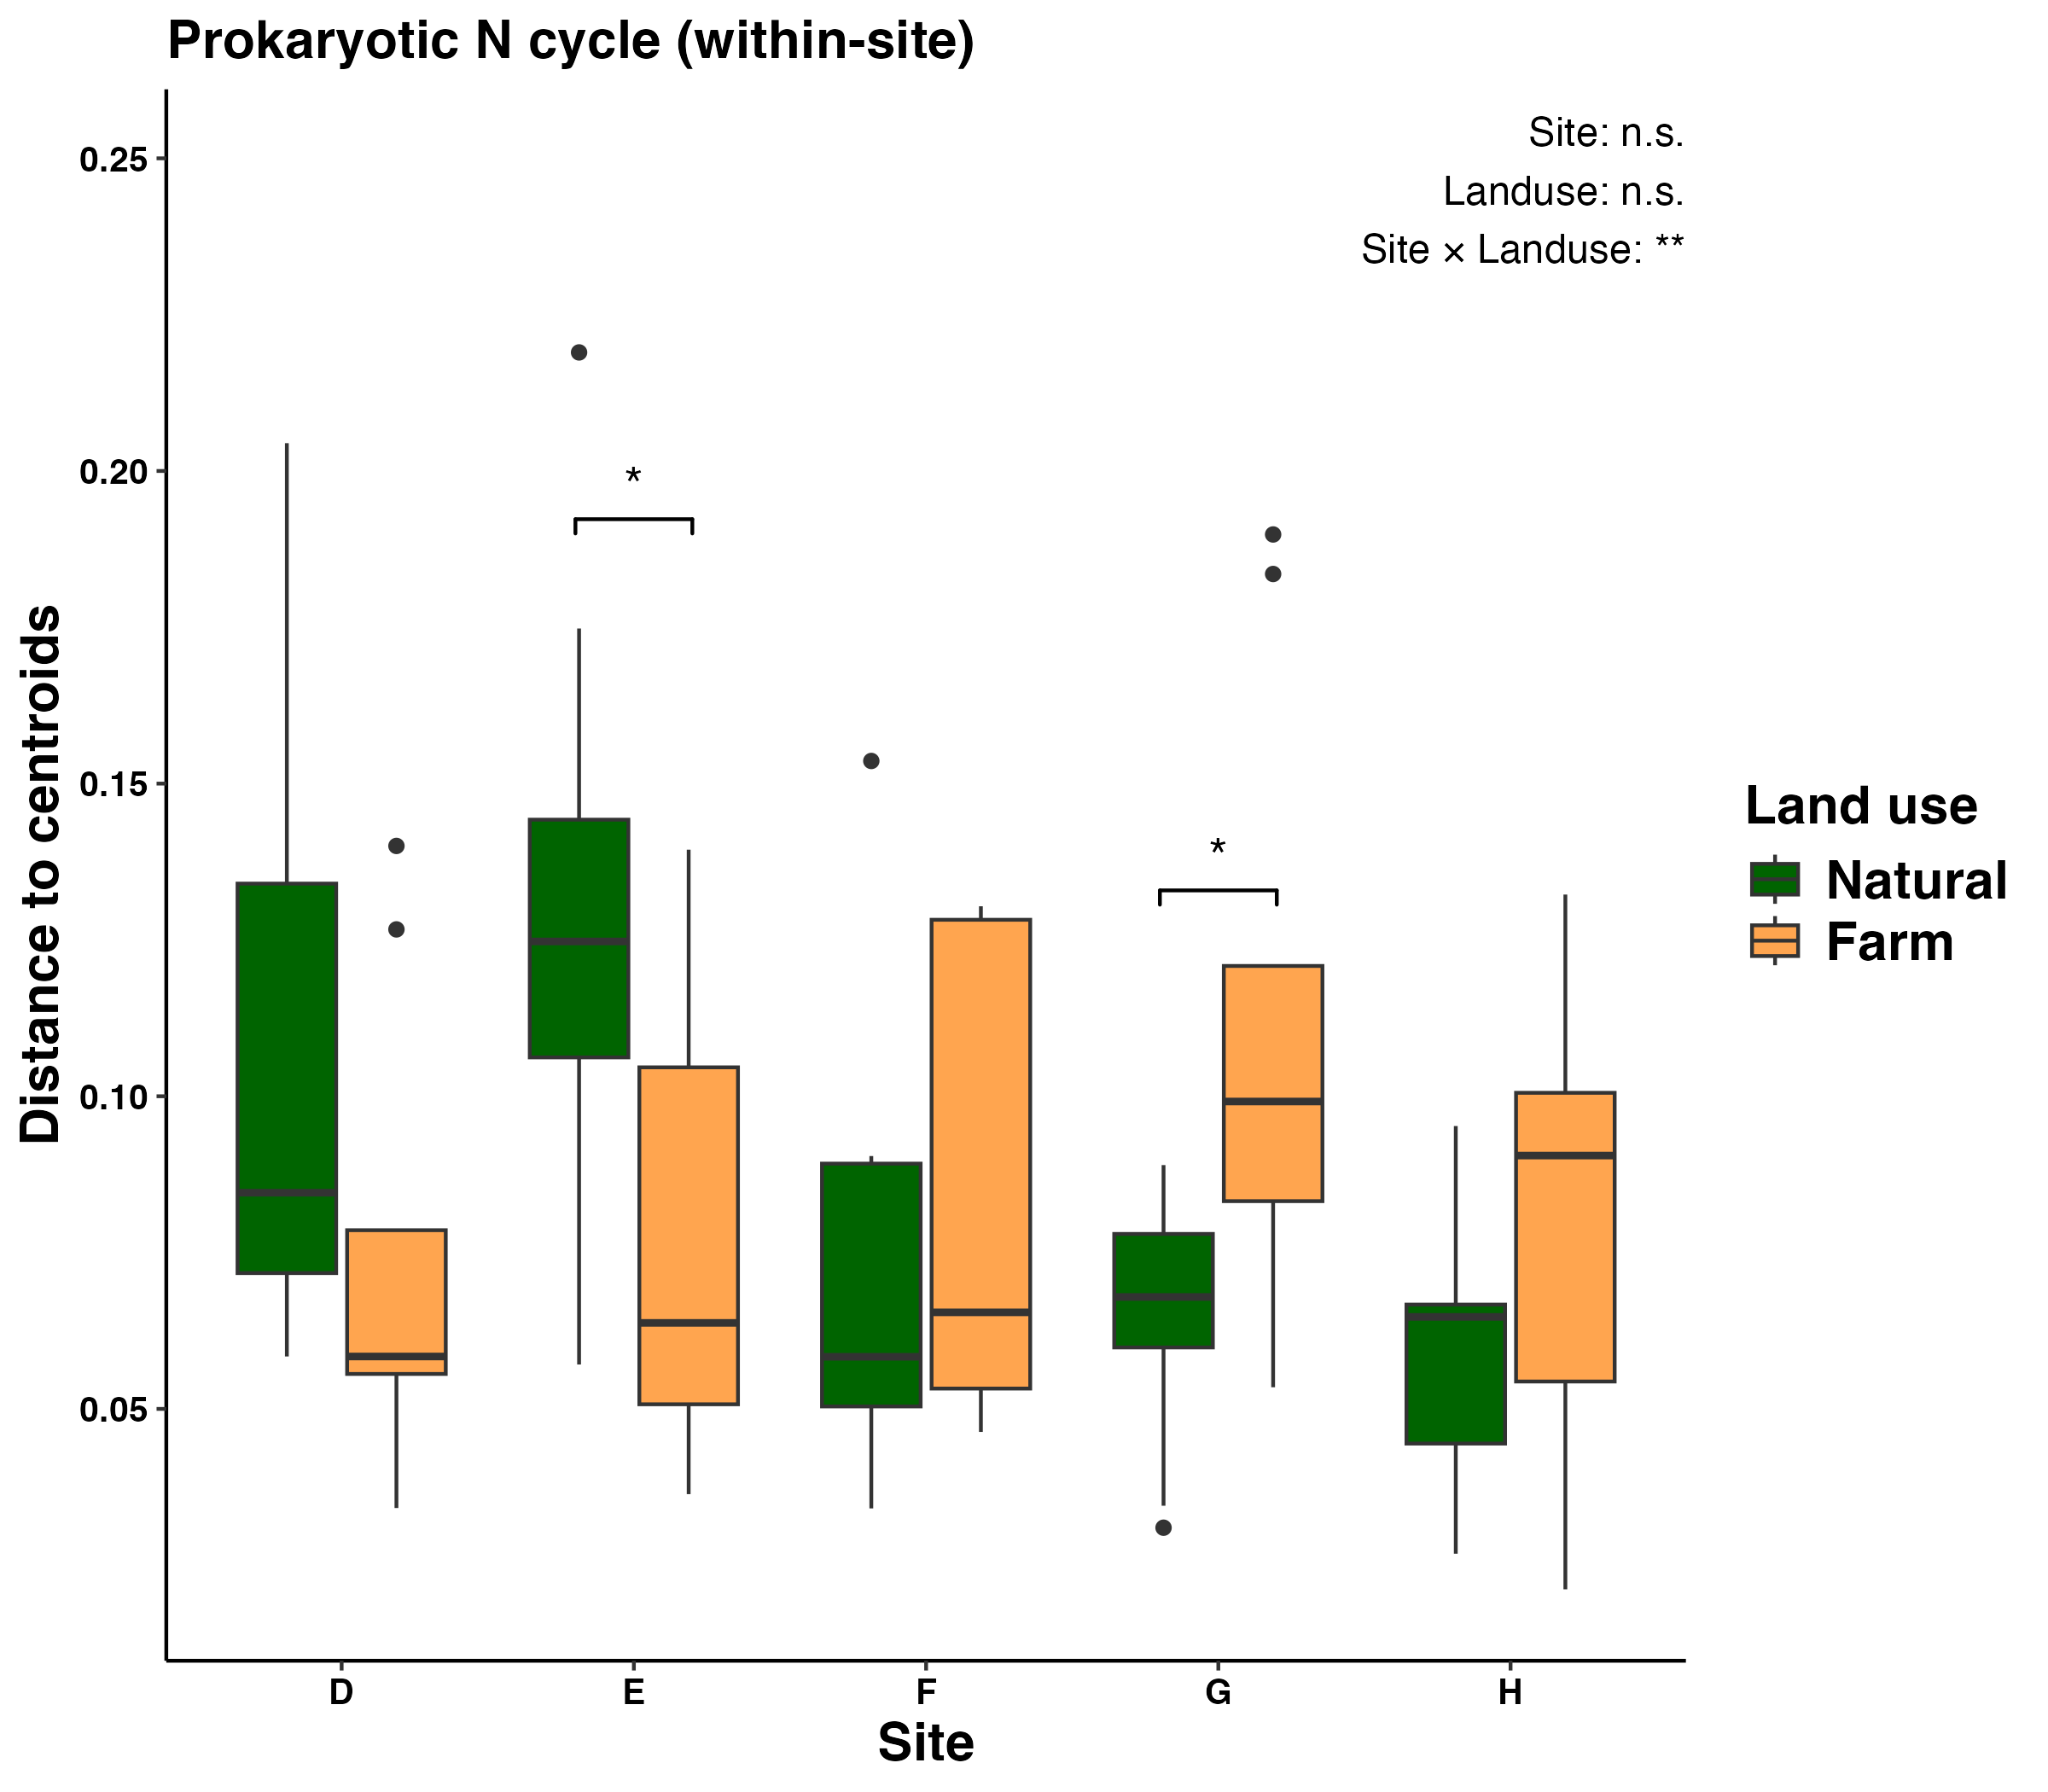 Prokaryotic N cycle (within-site)
Site: n.s.
Landuse: n.s.
Site × Landuse: **
0.25
0.20
0.15
0.10
0.05
*
*
Distance to centroids
D E F G H
Site
Land use
Natural
Farm